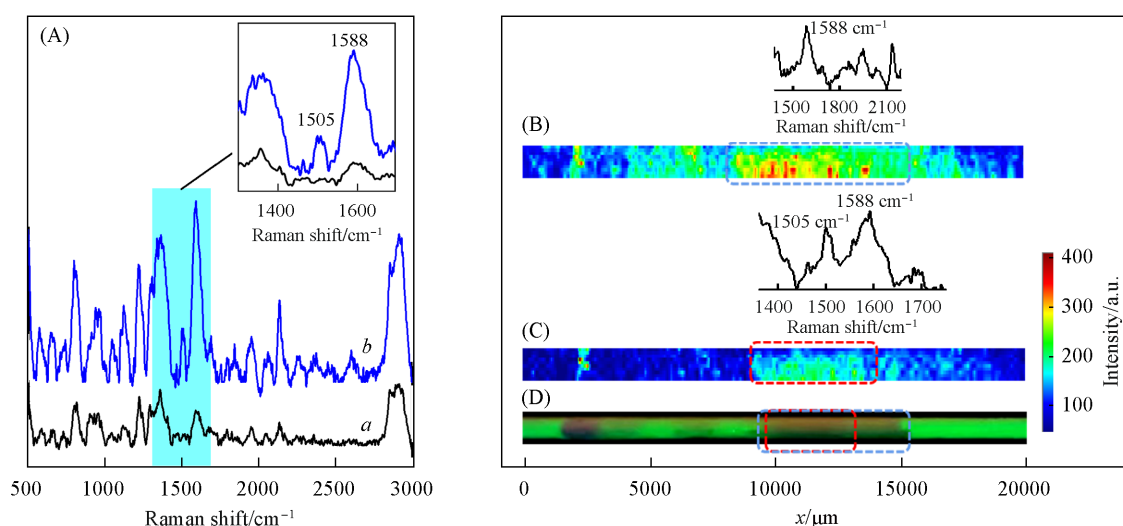 (A)
1588
1505
1400 1600
Raman shift/cm⁻¹
b
a
500 1000 1500 2000 2500 3000
Raman shift/cm⁻¹
1588 cm⁻¹
1500 1800 2100
Raman shift/cm⁻¹
(B)
1588 cm⁻¹
1505 cm⁻¹
1400 1500 1600 1700
Raman shift/cm⁻¹
(C)
(D)
400
300
200
100
Intensity/a.u.
0 5000 10000 15000 20000
x/μm